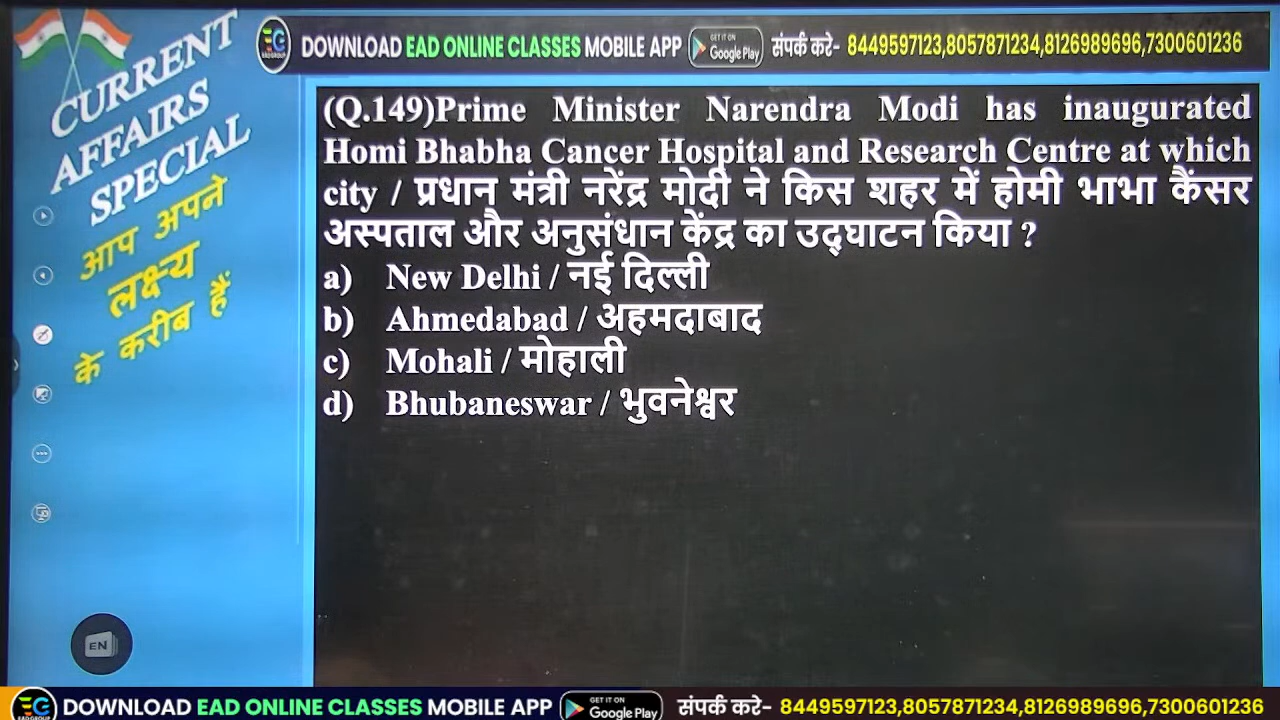 CURRENT
AFFAIRS
SPECIAL
आप अपने
लक्ष्य
के करीब हैं
DOWNLOAD EAD ONLINE CLASSES MOBILE APP GET IT ON Google Play संपर्क करे- 8449597123,8057871234,8126989696,7300601236
(Q.149)Prime Minister Narendra Modi has inaugurated
Homi Bhabha Cancer Hospital and Research Centre at which
city / प्रधान मंत्री नरेंद्र मोदी ने किस शहर में होमी भाभा कैंसर
अस्पताल और अनुसंधान केंद्र का उद्घाटन किया ?
a) New Delhi / नई दिल्ली
b) Ahmedabad / अहमदाबाद
c) Mohali / मोहाली
d) Bhubaneswar / भुवनेश्वर
EN
DOWNLOAD EAD ONLINE CLASSES MOBILE APP GET IT ON Google Play संपर्क करे- 8449597123,8057871234,8126989696,7300601236